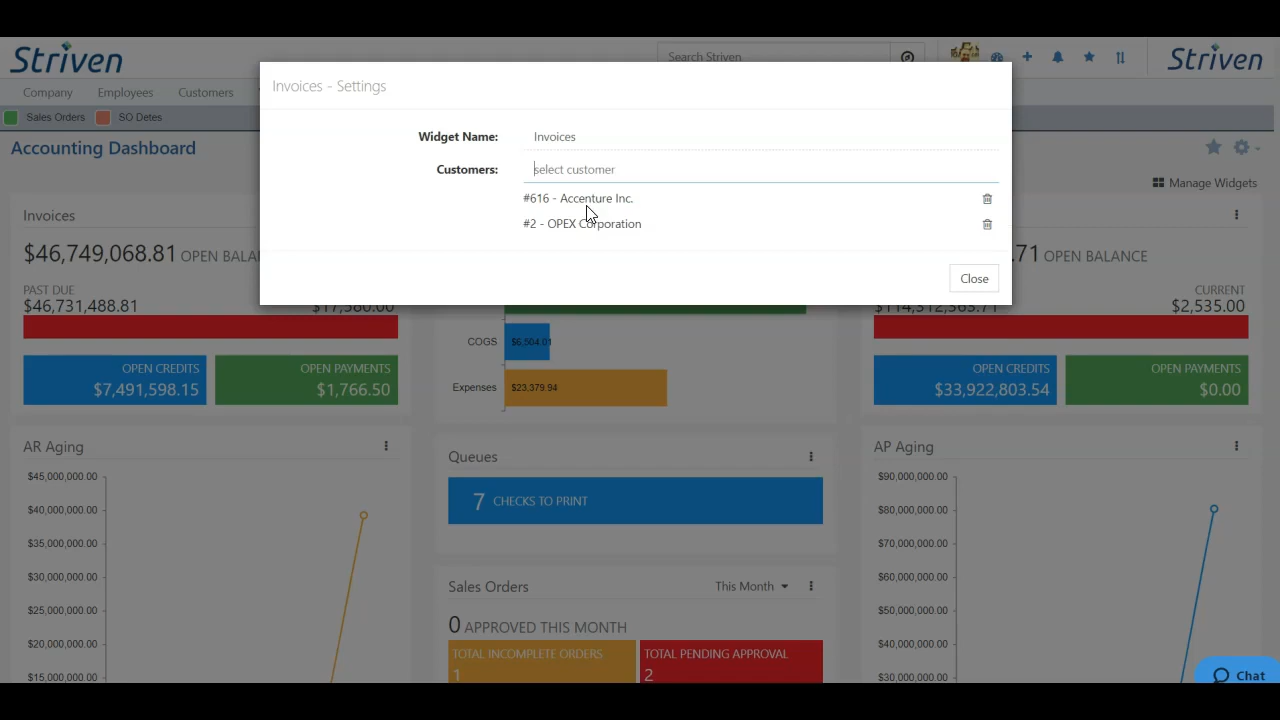 Striven
Search Striven
Striven
Company
Employees
Customers
Sales Orders
SO Detes
Accounting Dashboard
Manage Widgets
Invoices - Settings
Widget Name:
Invoices
Customers:
select customer
#616 - Accenture Inc.
#2 - OPEX Corporation
Close
Invoices
$46,749,068.81 OPEN BALA
PAST DUE
$46,731,488.81
$17,580.00
OPEN CREDITS
$7,491,598.15
OPEN PAYMENTS
$1,766.50
COGS
$6,504.01
Expenses
$23,379.94
.71 OPEN BALANCE
CURRENT
$2,535.00
OPEN CREDITS
$33,922,803.54
OPEN PAYMENTS
$0.00
AR Aging
$45,000,000.00
$40,000,000.00
$35,000,000.00
$30,000,000.00
$25,000,000.00
$20,000,000.00
$15,000,000.00
Queues
7 CHECKS TO PRINT
Sales Orders
This Month
0 APPROVED THIS MONTH
TOTAL INCOMPLETE ORDERS
1
TOTAL PENDING APPROVAL
2
AP Aging
$90,000,000.00
$80,000,000.00
$70,000,000.00
$60,000,000.00
$50,000,000.00
$40,000,000.00
$30,000,000.00
Chat